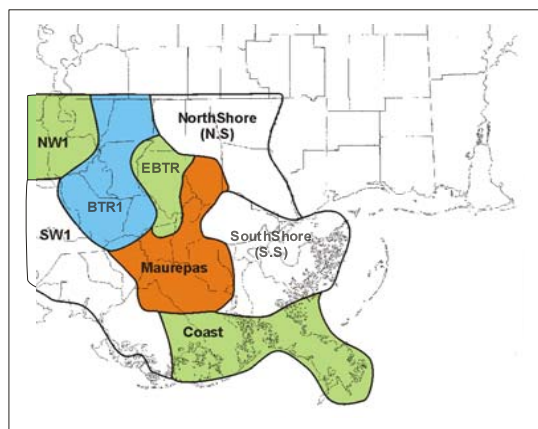 NorthShore
(N.S)
NW1
EBTR
BTR1
SW1
SouthShore
(S.S)
Maurepas
Coast